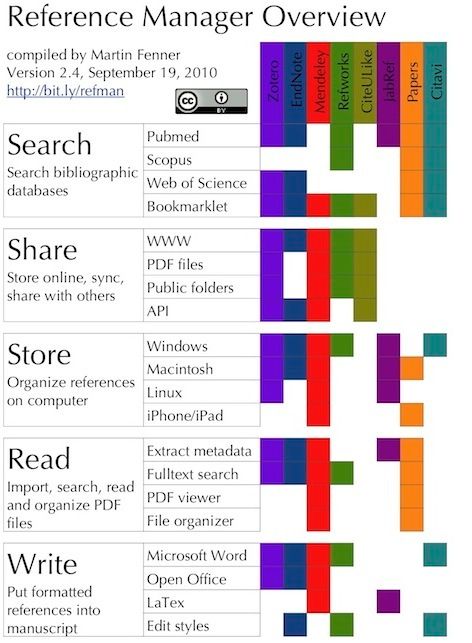 Reference Manager Overview
compiled by Martin Fenner
Version 2.4, September 19, 2010
http://bit.ly/refman
cc
BY
Zotero
EndNote
Mendeley
Refworks
CiteULike
JabRef
Papers
Citavi
Search
Search bibliographic
databases
Pubmed
Scopus
Web of Science
Bookmarklet
Share
Store online, sync,
share with others
WWW
PDF files
Public folders
API
Store
Organize references
on computer
Windows
Macintosh
Linux
iPhone/iPad
Read
Import, search, read
and organize PDF
files
Extract metadata
Fulltext search
PDF viewer
File organizer
Write
Put formatted
references into
manuscript
Microsoft Word
Open Office
LaTex
Edit styles